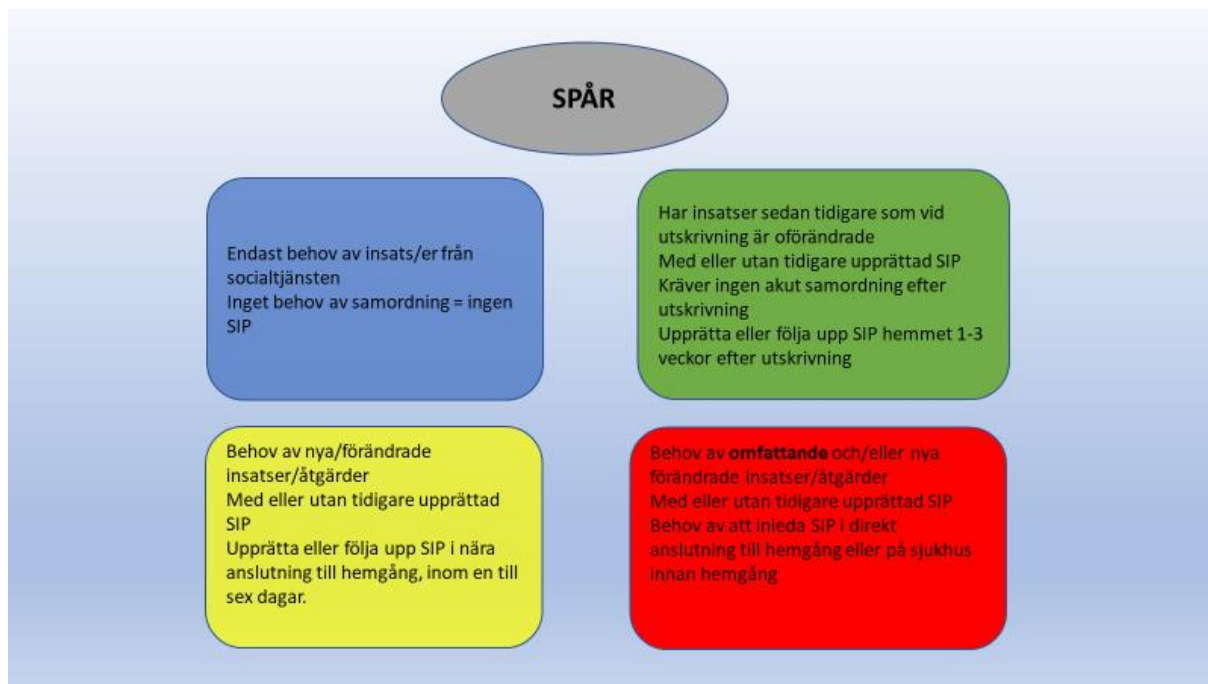 SPÅR
Endast behov av insats/er från
socialtjänsten
Inget behov av samordning = ingen
SIP
Har insatser sedan tidigare som vid
utskrivning är oförändrade
Med eller utan tidigare upprättad SIP
Kräver ingen akut samordning efter
utskrivning
Upprätta eller följa upp SIP hemmet 1-3
veckor efter utskrivning
Behov av nya/förändrade
insatser/åtgärder
Med eller utan tidigare upprättad
SIP
Upprätta eller följa upp SIP i nära
anslutning till hemgång, inom en till
sex dagar.
Behov av omfattande och/eller nya
förändrade insatser/åtgärder
Med eller utan tidigare upprättad SIP
Behov av att inleda SIP i direkt
anslutning till hemgång eller på sjukhus
innan hemgång